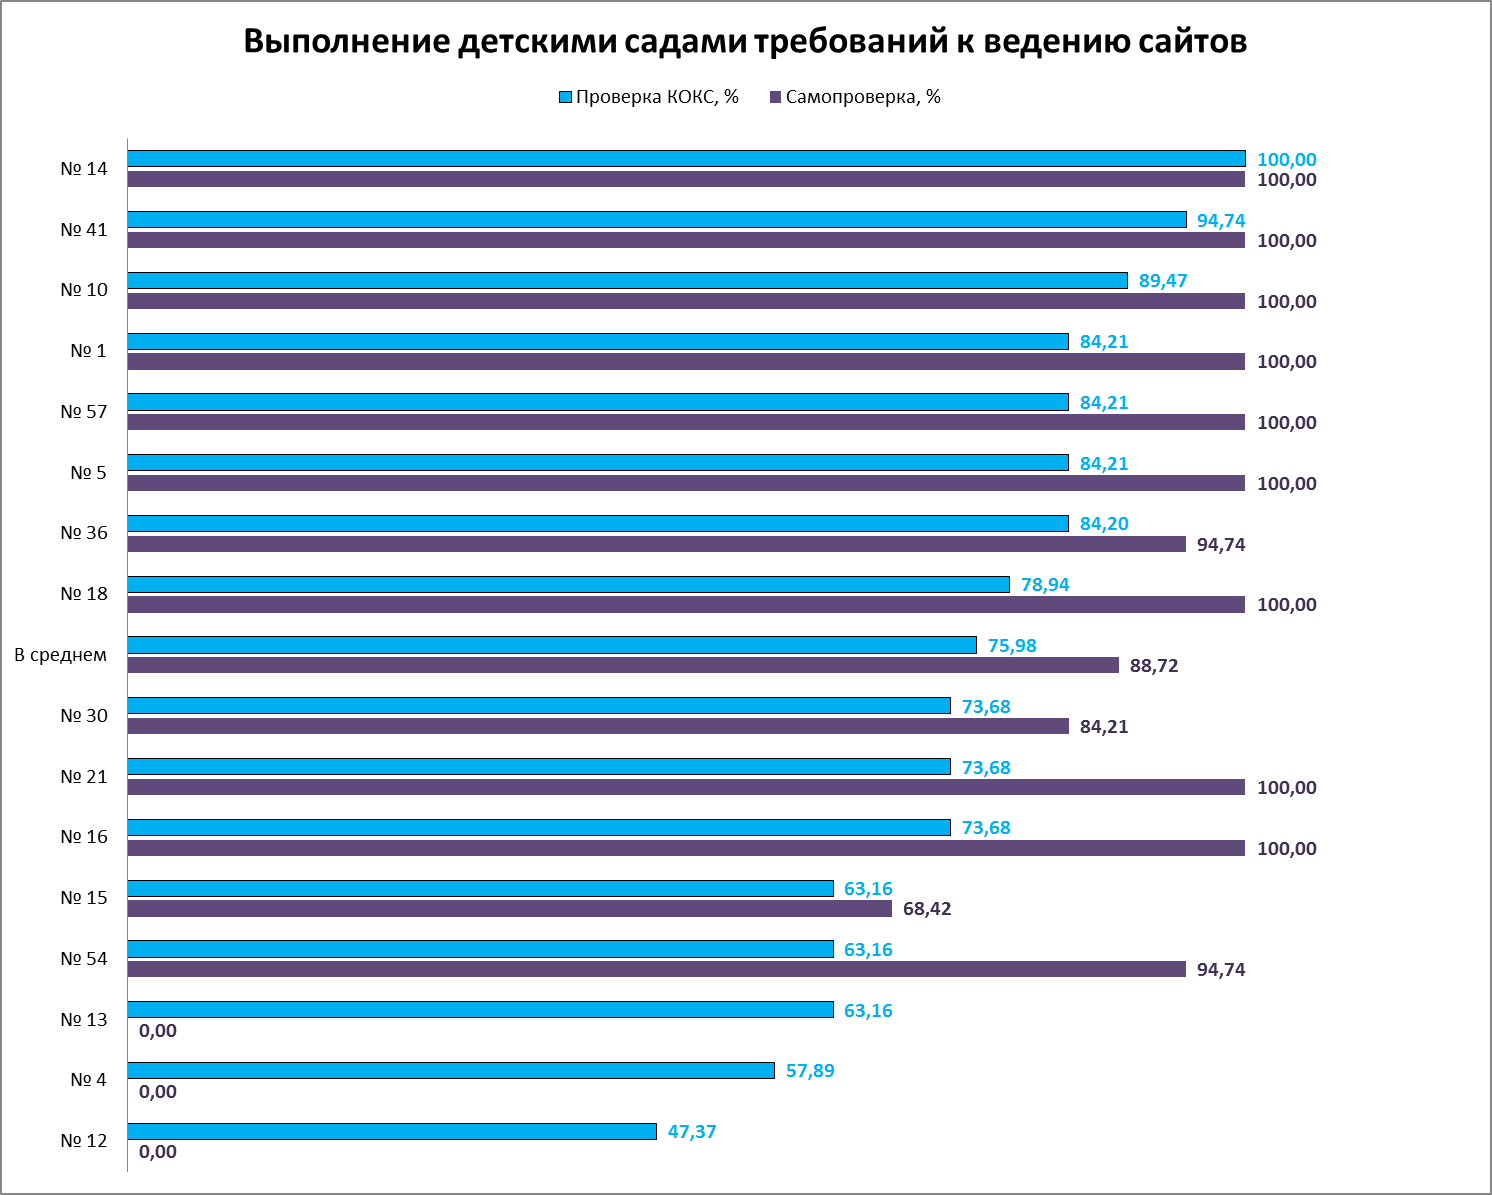 Выполнение детскими садами требований к ведению сайтов
Проверка КОКС, % Самопроверка, %
№ 14 100,00
100,00
№ 41 94,74
100,00
№ 10 89,47
100,00
№ 1 84,21
100,00
№ 57 84,21
100,00
№ 5 84,21
100,00
№ 36 84,20
94,74
№ 18 78,94
100,00
В среднем 75,98
88,72
№ 30 73,68
84,21
№ 21 73,68
100,00
№ 16 73,68
100,00
№ 15 63,16
68,42
№ 54 63,16
94,74
№ 13 63,16
0,00
№ 4 57,89
0,00
№ 12 47,37
0,00